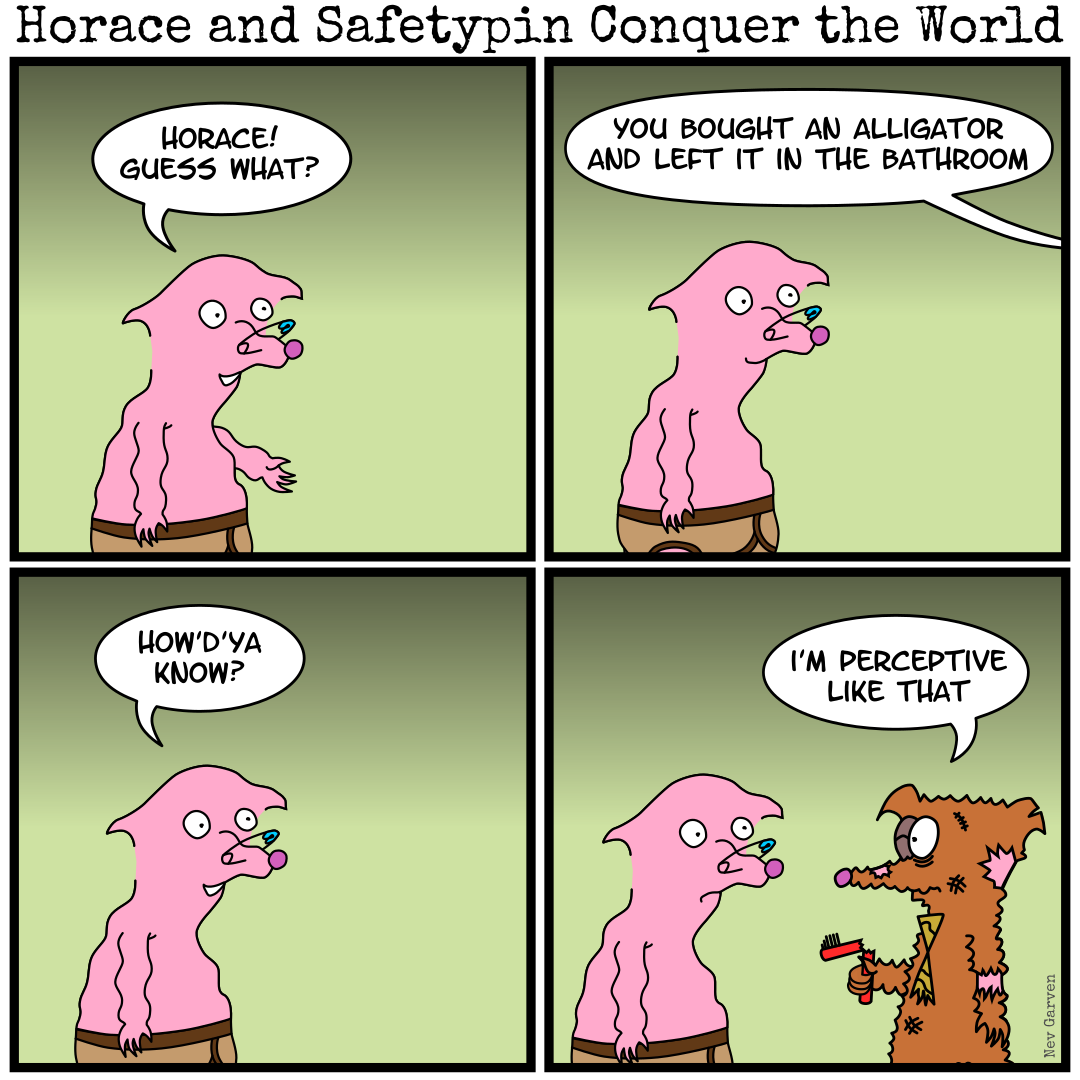 Horace and Safetypin Conquer the World
HORACE!
GUESS WHAT?
YOU BOUGHT AN ALLIGATOR
AND LEFT IT IN THE BATHROOM
HOW'D'YA
KNOW?
I'M PERCEPTIVE
LIKE THAT
Nev Garven